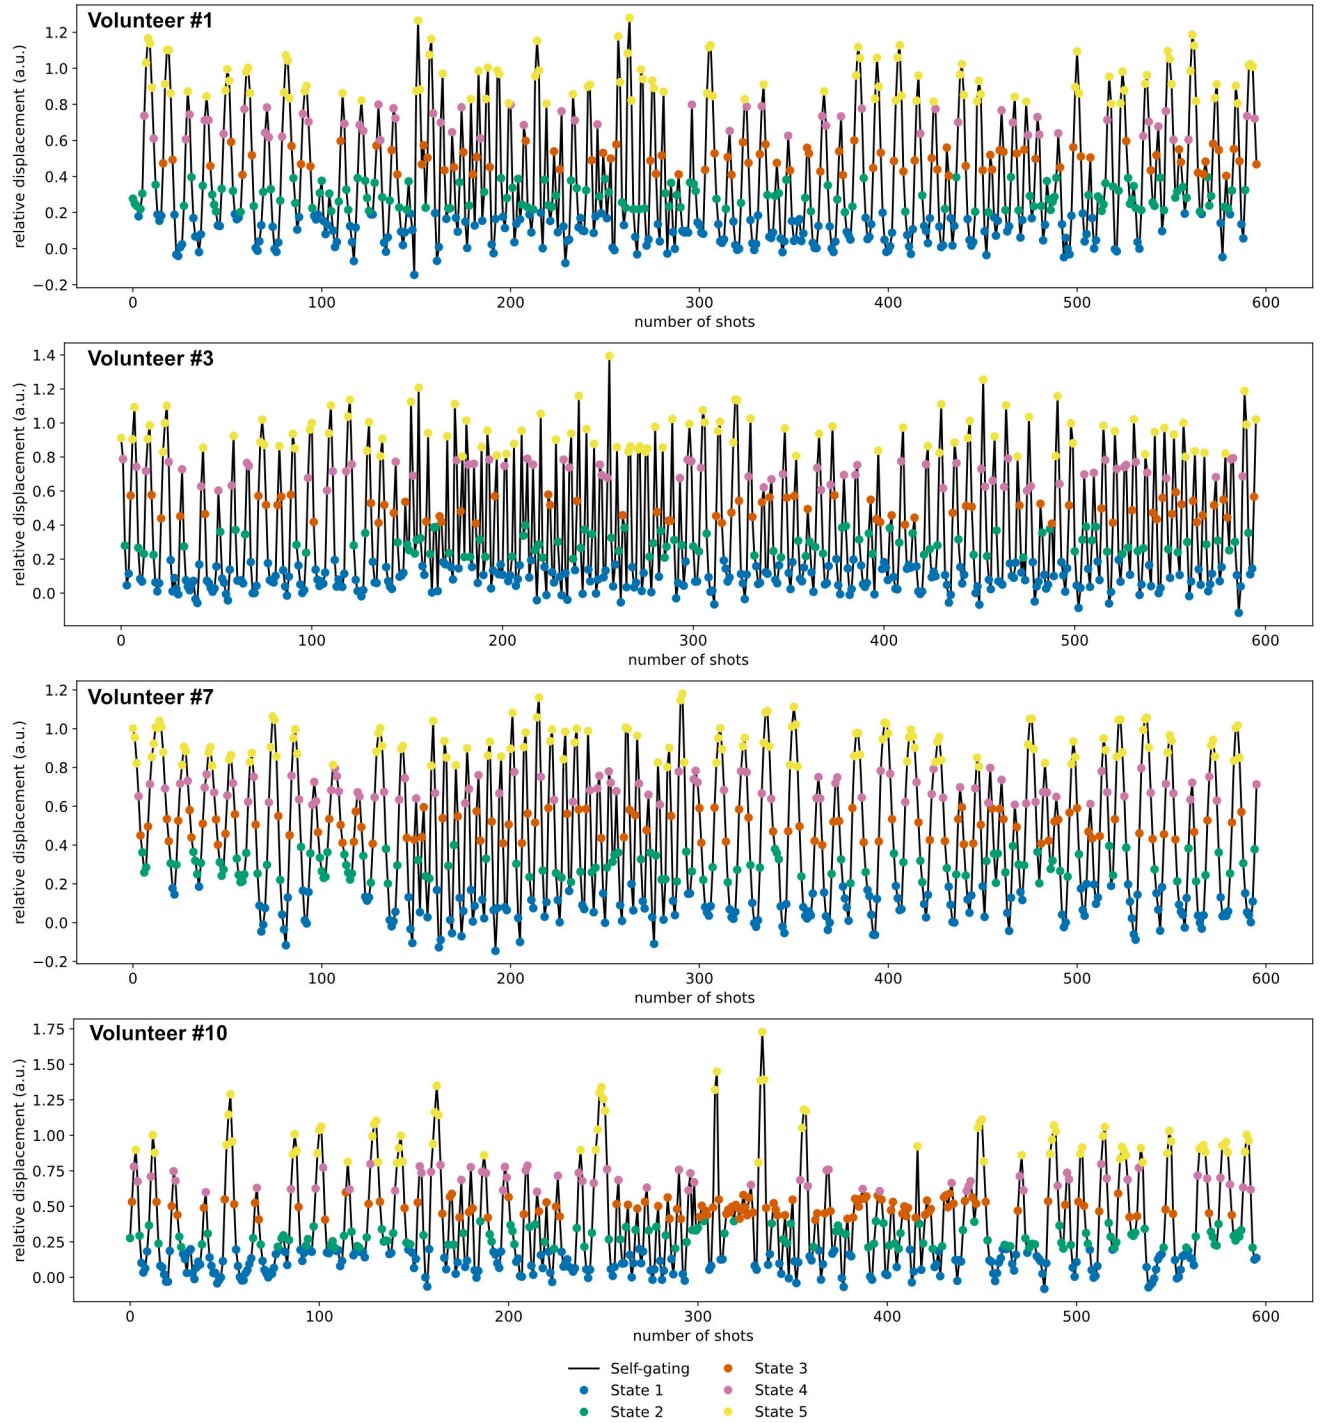 Volunteer #1
relative displacement (a.u.)
1.2
1.0
0.8
0.6
0.4
0.2
0.0
−0.2
0 100 200 300 400 500 600
number of shots
Volunteer #3
relative displacement (a.u.)
1.4
1.2
1.0
0.8
0.6
0.4
0.2
0.0
0 100 200 300 400 500 600
number of shots
Volunteer #7
relative displacement (a.u.)
1.2
1.0
0.8
0.6
0.4
0.2
0.0
−0.2
0 100 200 300 400 500 600
number of shots
Volunteer #10
relative displacement (a.u.)
1.75
1.50
1.25
1.00
0.75
0.50
0.25
0.00
0 100 200 300 400 500 600
number of shots
Self-gating State 3
State 1 State 4
State 2 State 5